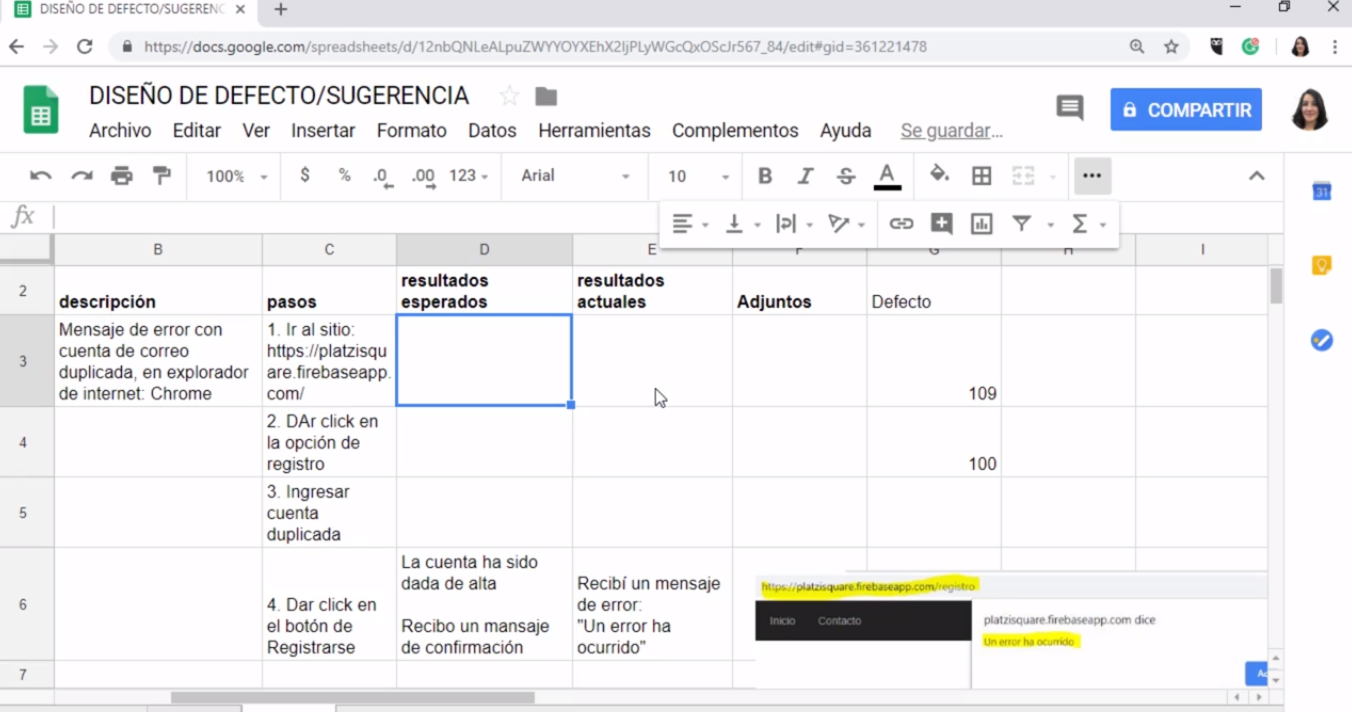 DISEÑO DE DEFECTO/SUGERENC
https://docs.google.com/spreadsheets/d/12nbQNLeALpuZWYYOYXEhX2IjPLyWGcQxOScJr567_84/edit#gid=361221478
DISEÑO DE DEFECTO/SUGERENCIA
COMPARTIR
Archivo Editar Ver Insertar Formato Datos Herramientas Complementos Ayuda Se guardar...
100% $ % .0 .00 123 Arial 10 B I S A
31
fx
B C D E F G H I
2 descripción pasos resultados esperados resultados actuales Adjuntos Defecto
3 Mensaje de error con
cuenta de correo
duplicada, en explorador
de internet: Chrome
1. Ir al sitio:
https://platzisqu
are.firebaseapp.
com/
109
4
2. DAr click en
la opción de
registro
100
5
3. Ingresar
cuenta
duplicada
6
4. Dar click en
el botón de
Registrarse
La cuenta ha sido
dada de alta
Recibo un mansaje
de confirmación
Recibí un mensaje
de error:
"Un error ha
ocurrido"
https://platzisquare.firebaseapp.com/registro
Inicio Contacto
platzisquare.firebaseapp.com dice
Un error ha ocurrido
7